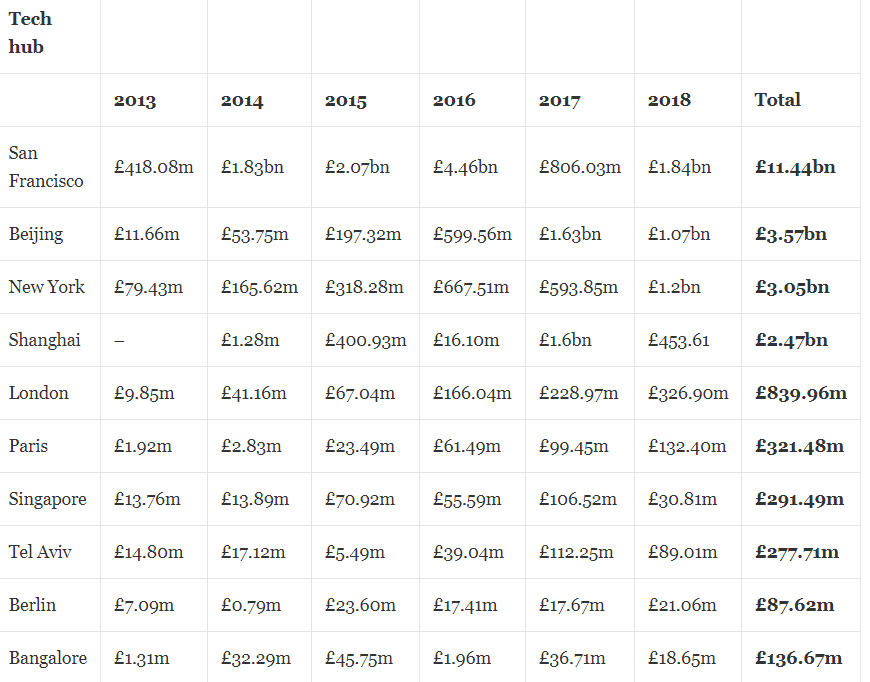 Tech
hub
2013 2014 2015 2016 2017 2018 Total
San
Francisco £418.08m £1.83bn £2.07bn £4.46bn £806.03m £1.84bn £11.44bn
Beijing £11.66m £53.75m £197.32m £599.56m £1.63bn £1.07bn £3.57bn
New York £79.43m £165.62m £318.28m £667.51m £593.85m £1.2bn £3.05bn
Shanghai – £1.28m £400.93m £16.10m £1.6bn £453.61 £2.47bn
London £9.85m £41.16m £67.04m £166.04m £228.97m £326.90m £839.96m
Paris £1.92m £2.83m £23.49m £61.49m £99.45m £132.40m £321.48m
Singapore £13.76m £13.89m £70.92m £55.59m £106.52m £30.81m £291.49m
Tel Aviv £14.80m £17.12m £5.49m £39.04m £112.25m £89.01m £277.71m
Berlin £7.09m £0.79m £23.60m £17.41m £17.67m £21.06m £87.62m
Bangalore £1.31m £32.29m £45.75m £1.96m £36.71m £18.65m £136.67m